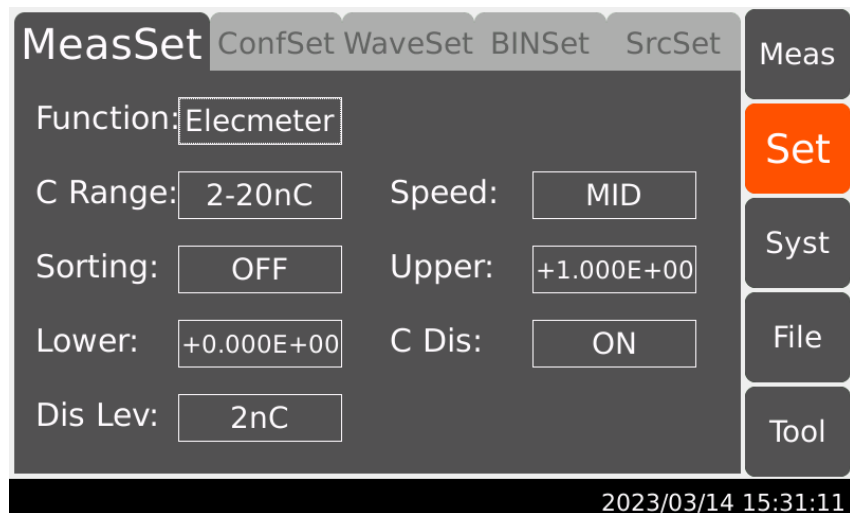 MeasSet ConfSet WaveSet BINSet SrcSet Meas
Function: Elecmeter Set
C Range: 2-20nC Speed: MID
Sorting: OFF Upper: +1.000E+00 Syst
Lower: +0.000E+00 C Dis: ON File
Dis Lev: 2nC Tool
2023/03/14 15:31:11